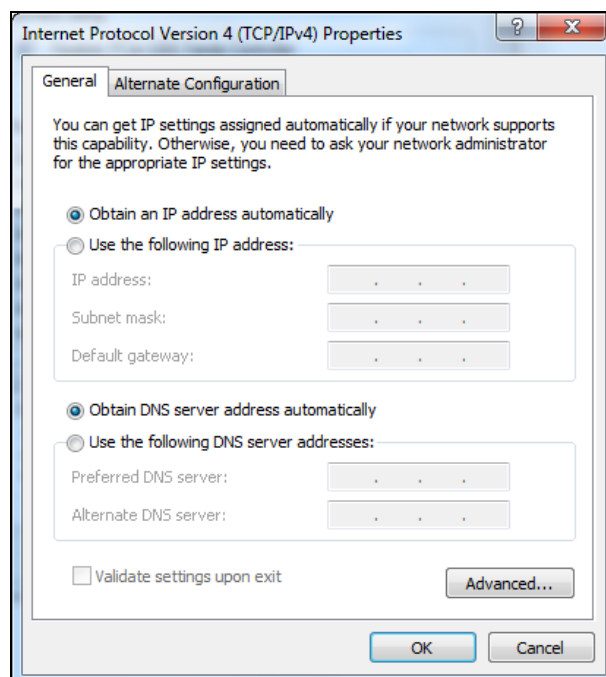 Internet Protocol Version 4 (TCP/IPv4) Properties
General
Alternate Configuration
You can get IP settings assigned automatically if your network supports
this capability. Otherwise, you need to ask your network administrator
for the appropriate IP settings.
Obtain an IP address automatically
Use the following IP address:
IP address:
Subnet mask:
Default gateway:
Obtain DNS server address automatically
Use the following DNS server addresses:
Preferred DNS server:
Alternate DNS server:
Validate settings upon exit
Advanced...
OK
Cancel